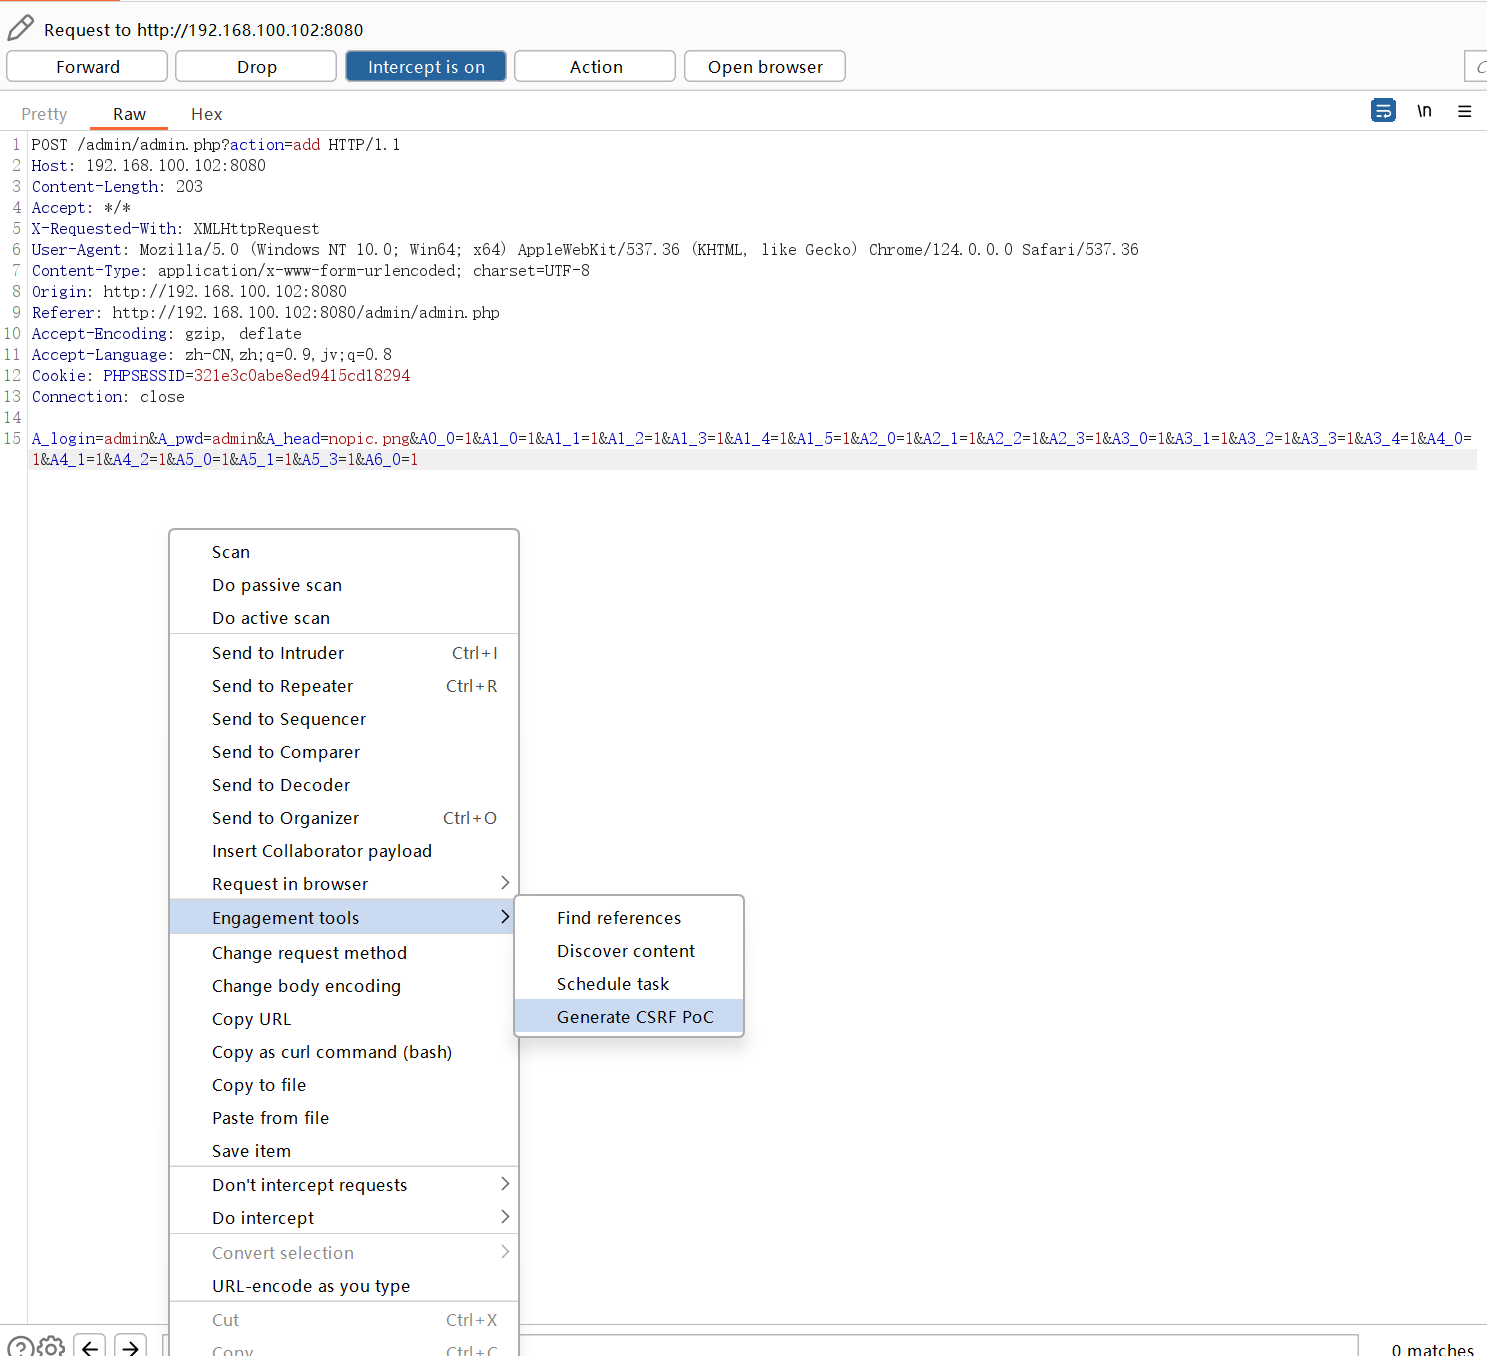 Request to http://192.168.100.102:8080
Forward Drop Intercept is on Action Open browser
Pretty Raw Hex \n
1 POST /admin/admin.php?action=add HTTP/1.1
2 Host: 192.168.100.102:8080
3 Content-Length: 203
4 Accept: */*
5 X-Requested-With: XMLHttpRequest
6 User-Agent: Mozilla/5.0 (Windows NT 10.0; Win64; x64) AppleWebKit/537.36 (KHTML, like Gecko) Chrome/124.0.0.0 Safari/537.36
7 Content-Type: application/x-www-form-urlencoded; charset=UTF-8
8 Origin: http://192.168.100.102:8080
9 Referer: http://192.168.100.102:8080/admin/admin.php
10 Accept-Encoding: gzip, deflate
11 Accept-Language: zh-CN,zh;q=0.9,jv;q=0.8
12 Cookie: PHPSESSID=321e3c0abe8ed9415cd18294
13 Connection: close
14
15 A_login=admin&A_pwd=admin&A_head=nopic.png&A0_0=1&A1_0=1&A1_1=1&A1_2=1&A1_3=1&A1_4=1&A1_5=1&A2_0=1&A2_1=1&A2_2=1&A2_3=1&A3_0=1&A3_1=1&A3_2=1&A3_3=1&A3_4=1&A4_0=
1&A4_1=1&A4_2=1&A5_0=1&A5_1=1&A5_3=1&A6_0=1
Scan
Do passive scan
Do active scan
Send to Intruder Ctrl+I
Send to Repeater Ctrl+R
Send to Sequencer
Send to Comparer
Send to Decoder
Send to Organizer Ctrl+O
Insert Collaborator payload
Request in browser
Engagement tools
Find references
Discover content
Schedule task
Generate CSRF PoC
Change request method
Change body encoding
Copy URL
Copy as curl command (bash)
Copy to file
Paste from file
Save item
Don't intercept requests
Do intercept
Convert selection
URL-encode as you type
Cut Ctrl+X
Copy Ctrl+C
0 matches